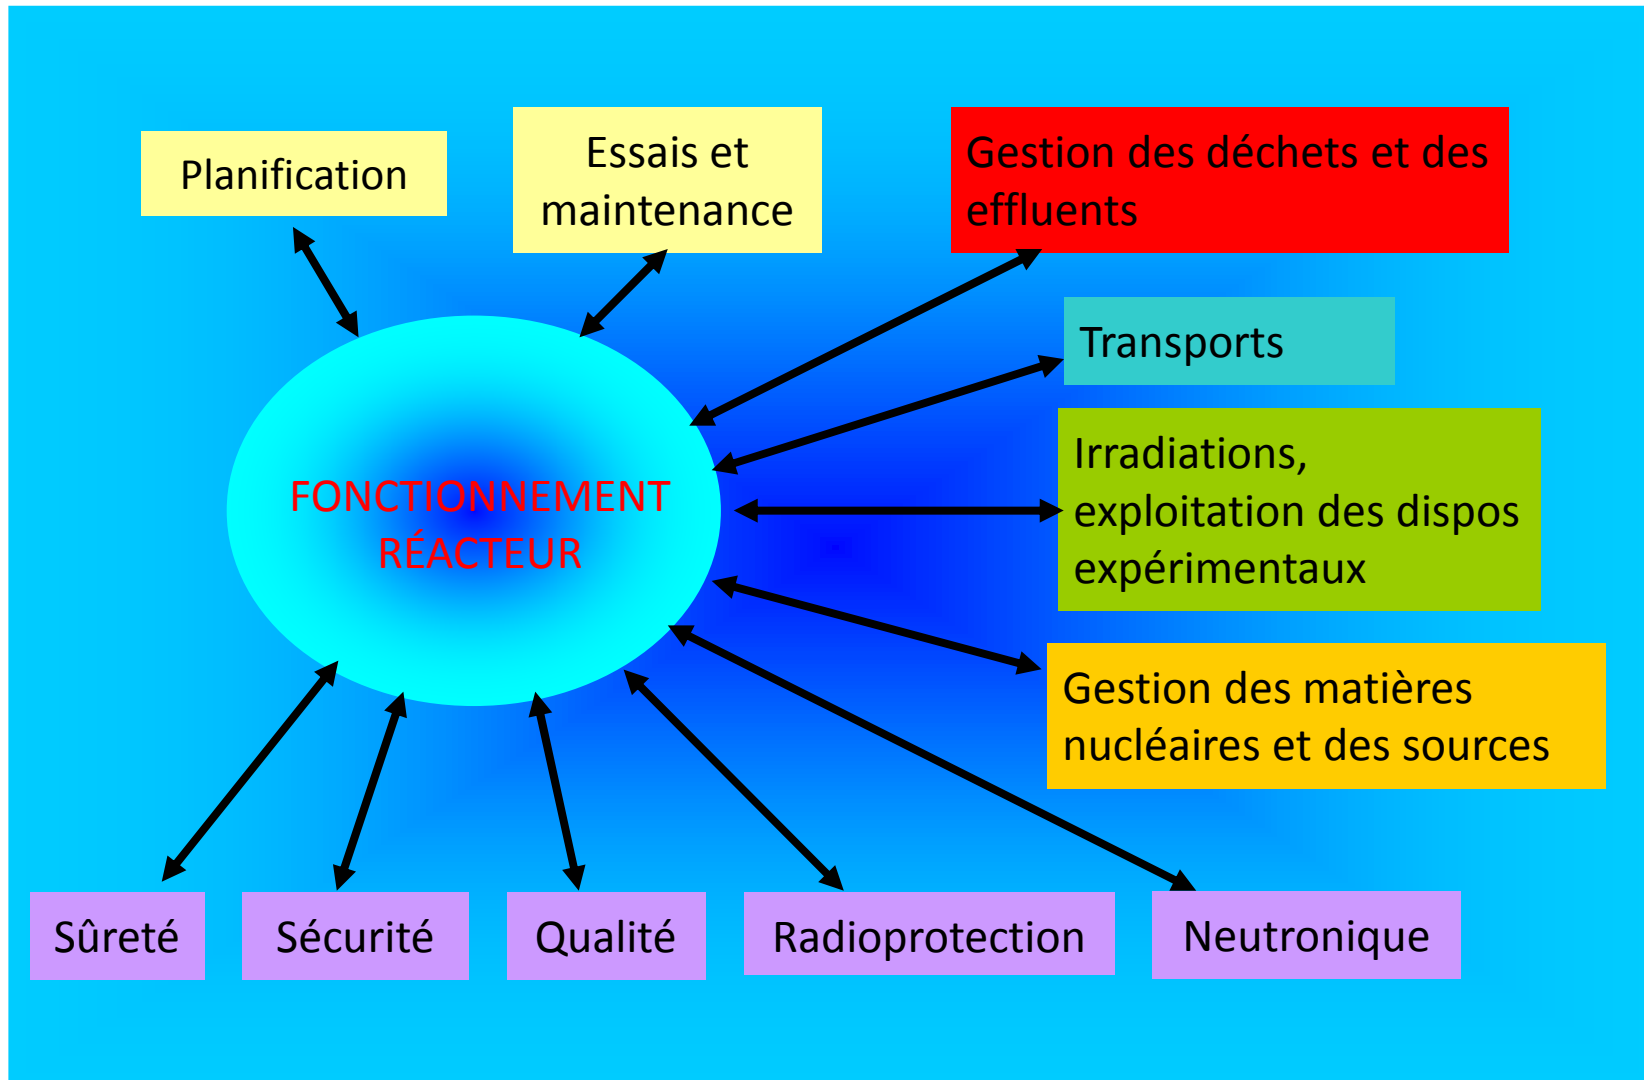 Planification
Essais et
maintenance
Gestion des déchets et des
effluents
Transports
Irradiations,
exploitation des dispos
expérimentaux
FONCTIONNEMENT
RÉACTEUR
Gestion des matières
nucléaires et des sources
Sûreté
Sécurité
Qualité
Radioprotection
Neutronique